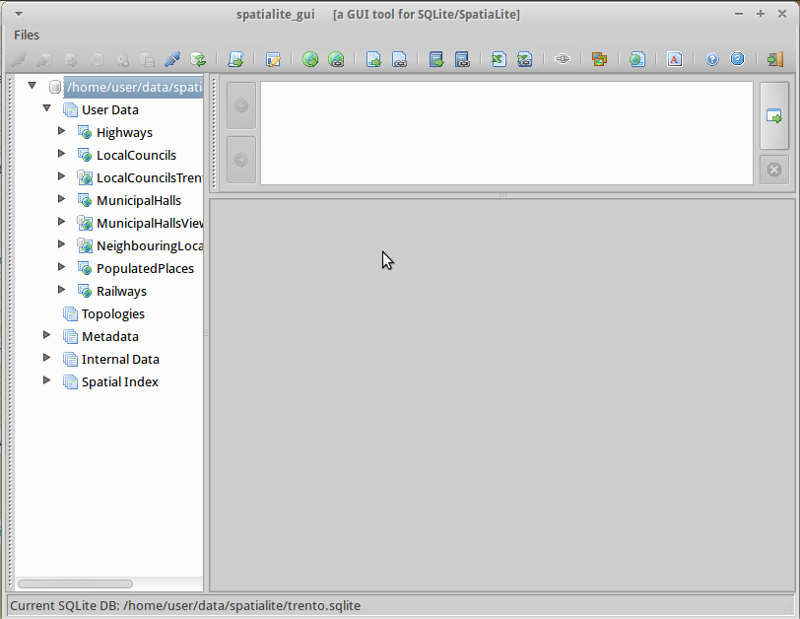 spatialite_gui [a GUI tool for SQLite/SpatiaLite]
Files
/home/user/data/spati
User Data
Highways
LocalCouncils
LocalCouncilsTren
MunicipalHalls
MunicipalHallsView
NeighbouringLoca
PopulatedPlaces
Railways
Topologies
Metadata
Internal Data
Spatial Index
Current SQLite DB: /home/user/data/spatialite/trento.sqlite